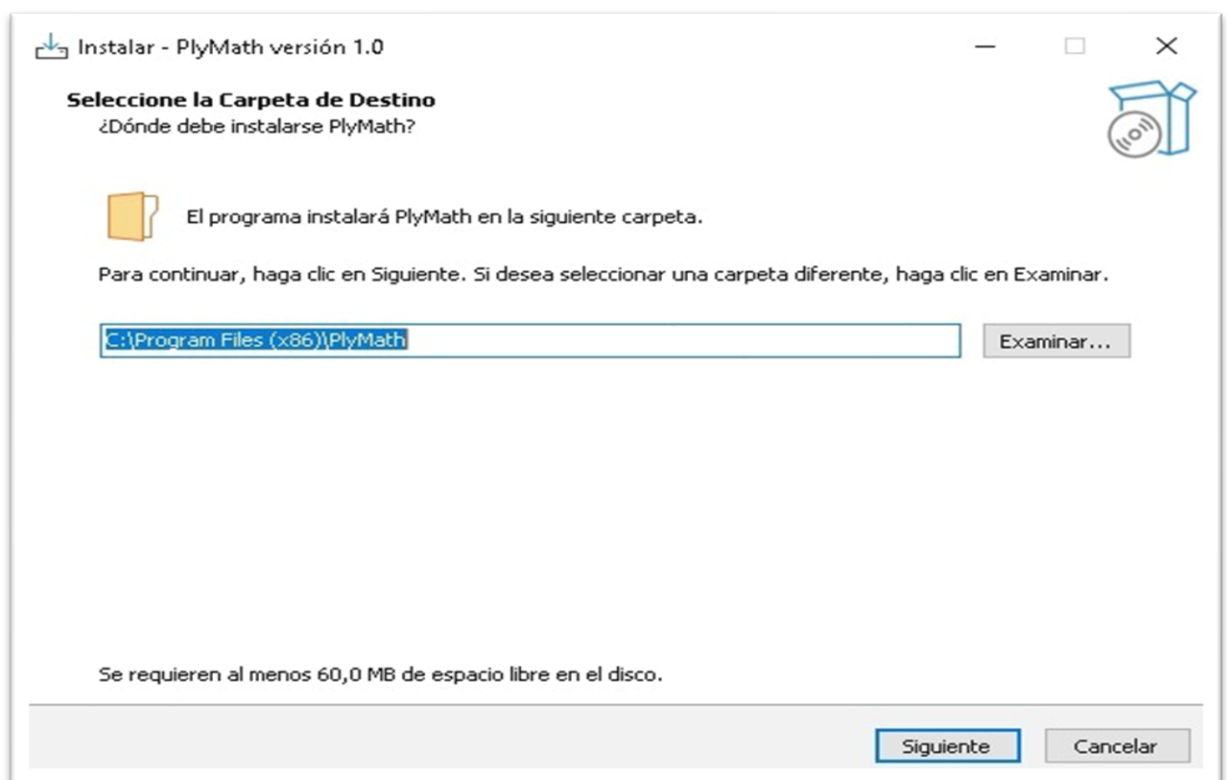 Instalar - PlyMath versión 1.0
Seleccione la Carpeta de Destino
¿Dónde debe instalarse PlyMath?
El programa instalará PlyMath en la siguiente carpeta.
Para continuar, haga clic en Siguiente. Si desea seleccionar una carpeta diferente, haga clic en Examinar.
C:\Program Files (x86)\PlyMath
Examinar...
Se requieren al menos 60,0 MB de espacio libre en el disco.
Siguiente
Cancelar